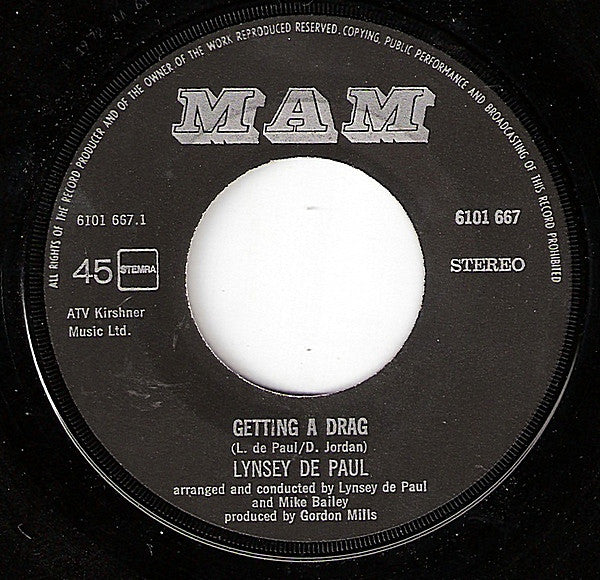 ALL RIGHTS OF THE RECORD PRODUCER AND OF THE OWNER OF THE WORK REPRODUCED RESERVED. COPYING, PUBLIC PERFORMANCE AND BROADCASTING OF THIS RECORD PROHIBITED
MAM
6101 667.1
6101 667
45 STEMRA
STEREO
ATV Kirshner
Music Ltd.
GETTING A DRAG
(L. de Paul/D. Jordan)
LYNSEY DE PAUL
arranged and conducted by Lynsey de Paul
and Mike Bailey
produced by Gordon Mills